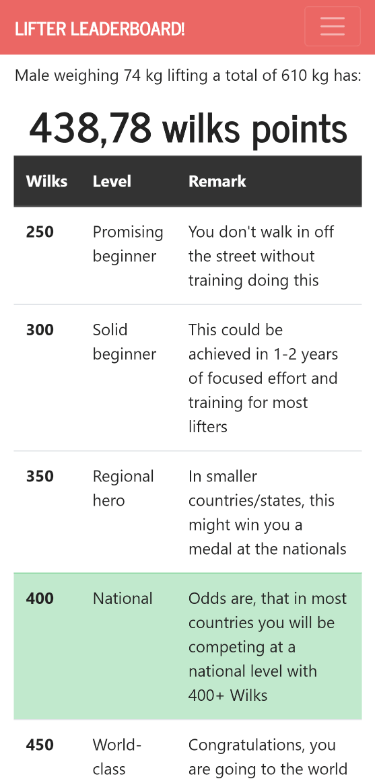 LIFTER LEADERBOARD!
Male weighing 74 kg lifting a total of 610 kg has:
438,78 wilks points
Wilks Level Remark
250 Promising You don't walk in off
beginner the street without
training doing this
300 Solid This could be
beginner achieved in 1-2 years
of focused effort and
training for most
lifters
350 Regional In smaller
hero countries/states, this
might win you a
medal at the nationals
400 National Odds are, that in most
countries you will be
competing at a
national level with
400+ Wilks
450 World- Congratulations, you
class are going to the world